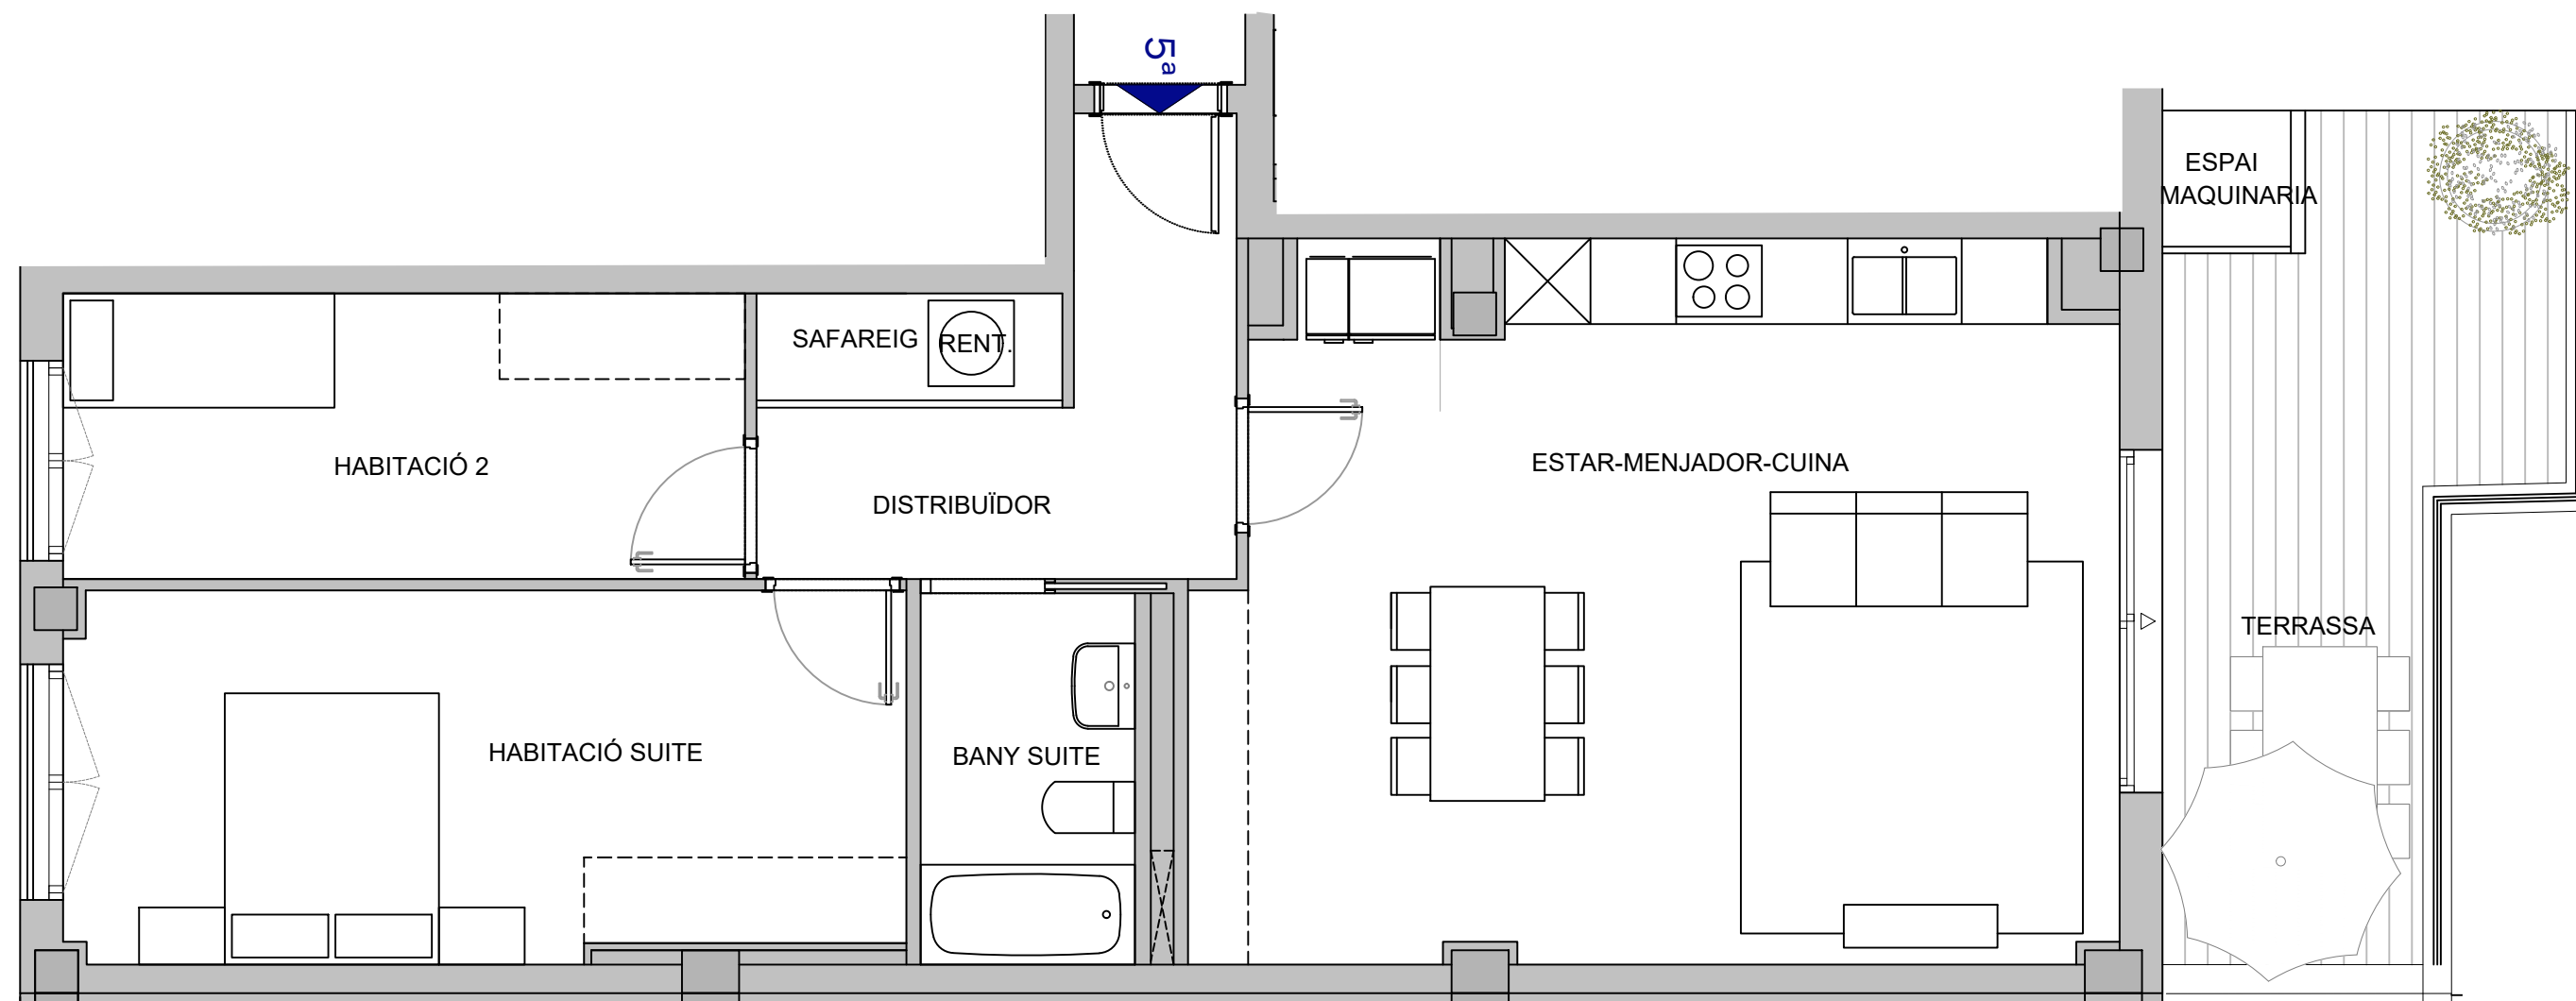 5ª
ESPAI
MAQUINARIA
SAFAREIG
RENT.
HABITACIÓ 2
DISTRIBUÏDOR
ESTAR-MENJADOR-CUINA
TERRASSA
HABITACIÓ SUITE
BANY SUITE